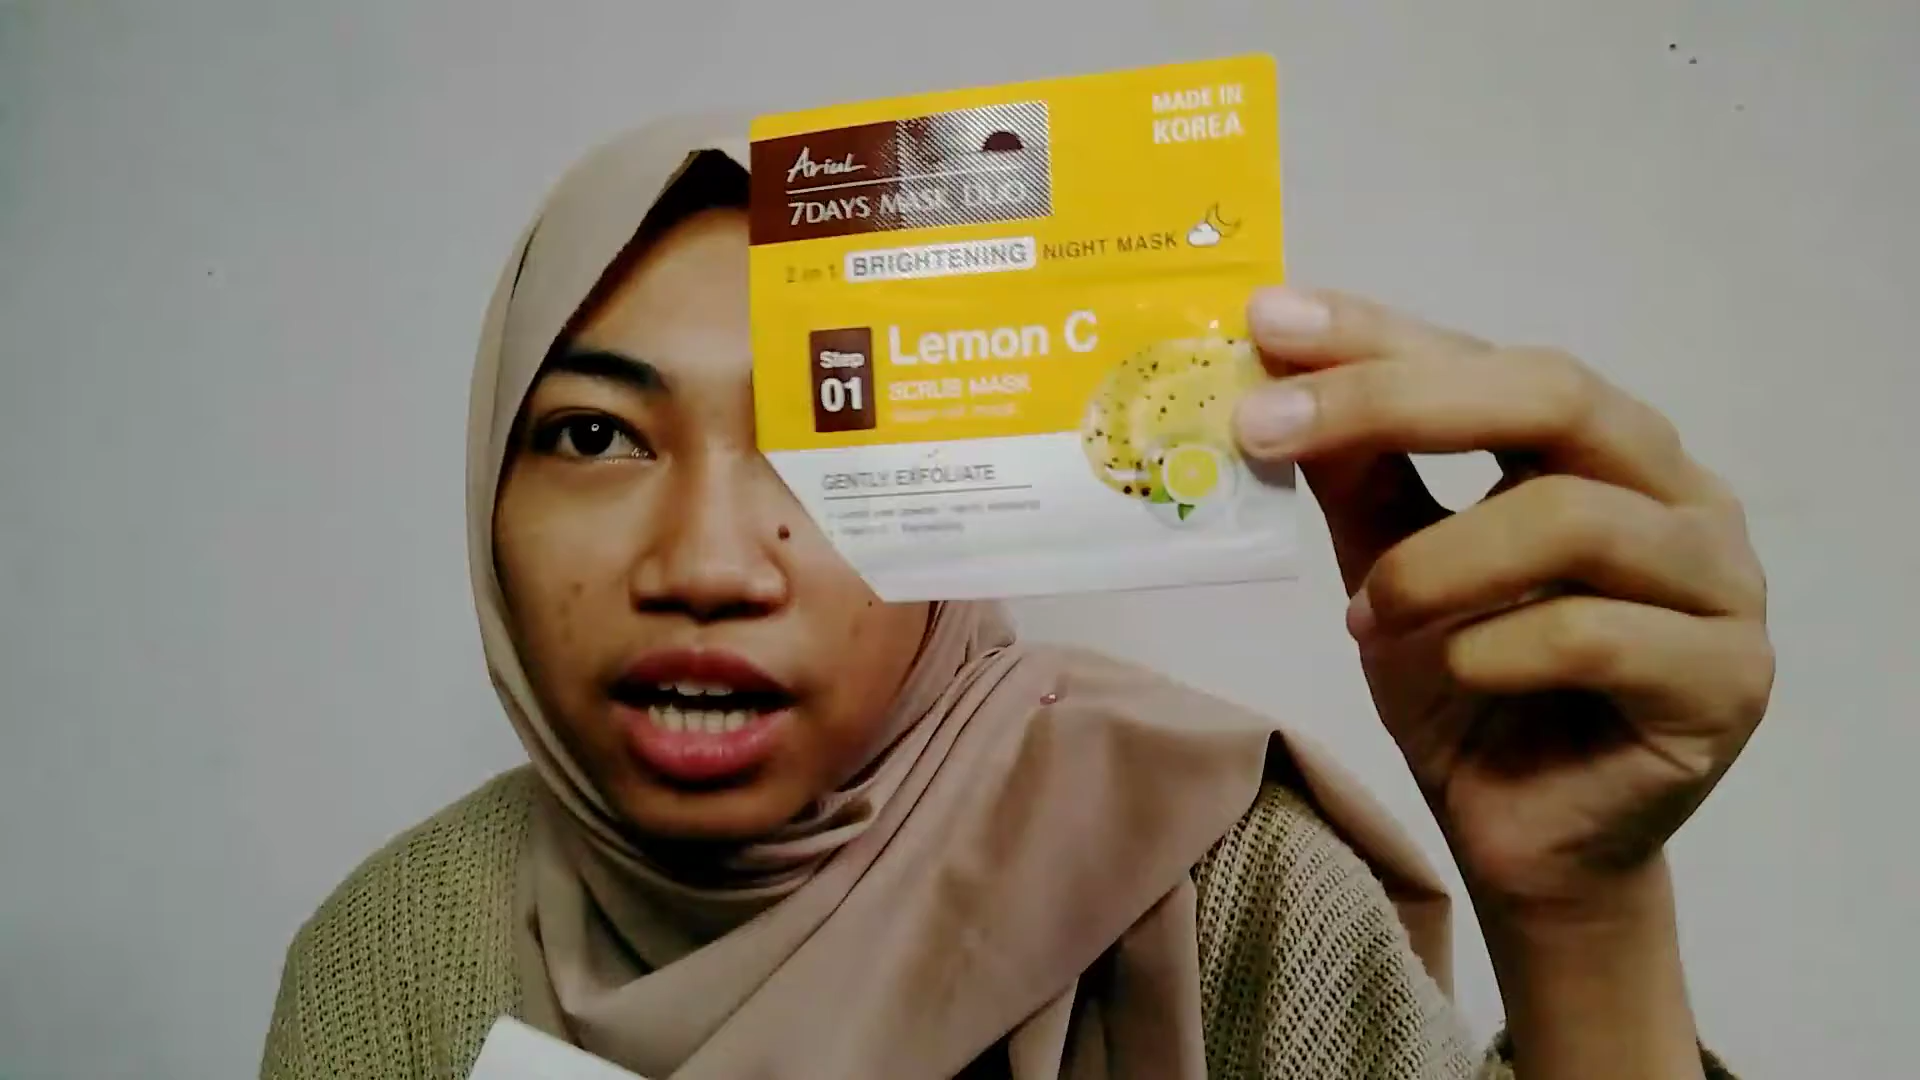 MADE IN
KOREA
Ariul
7DAYS MASK DUO
2 in 1 BRIGHTENING NIGHT MASK
Step
01
Lemon C
SCRUB MASK
GENTLY EXFOLIATE